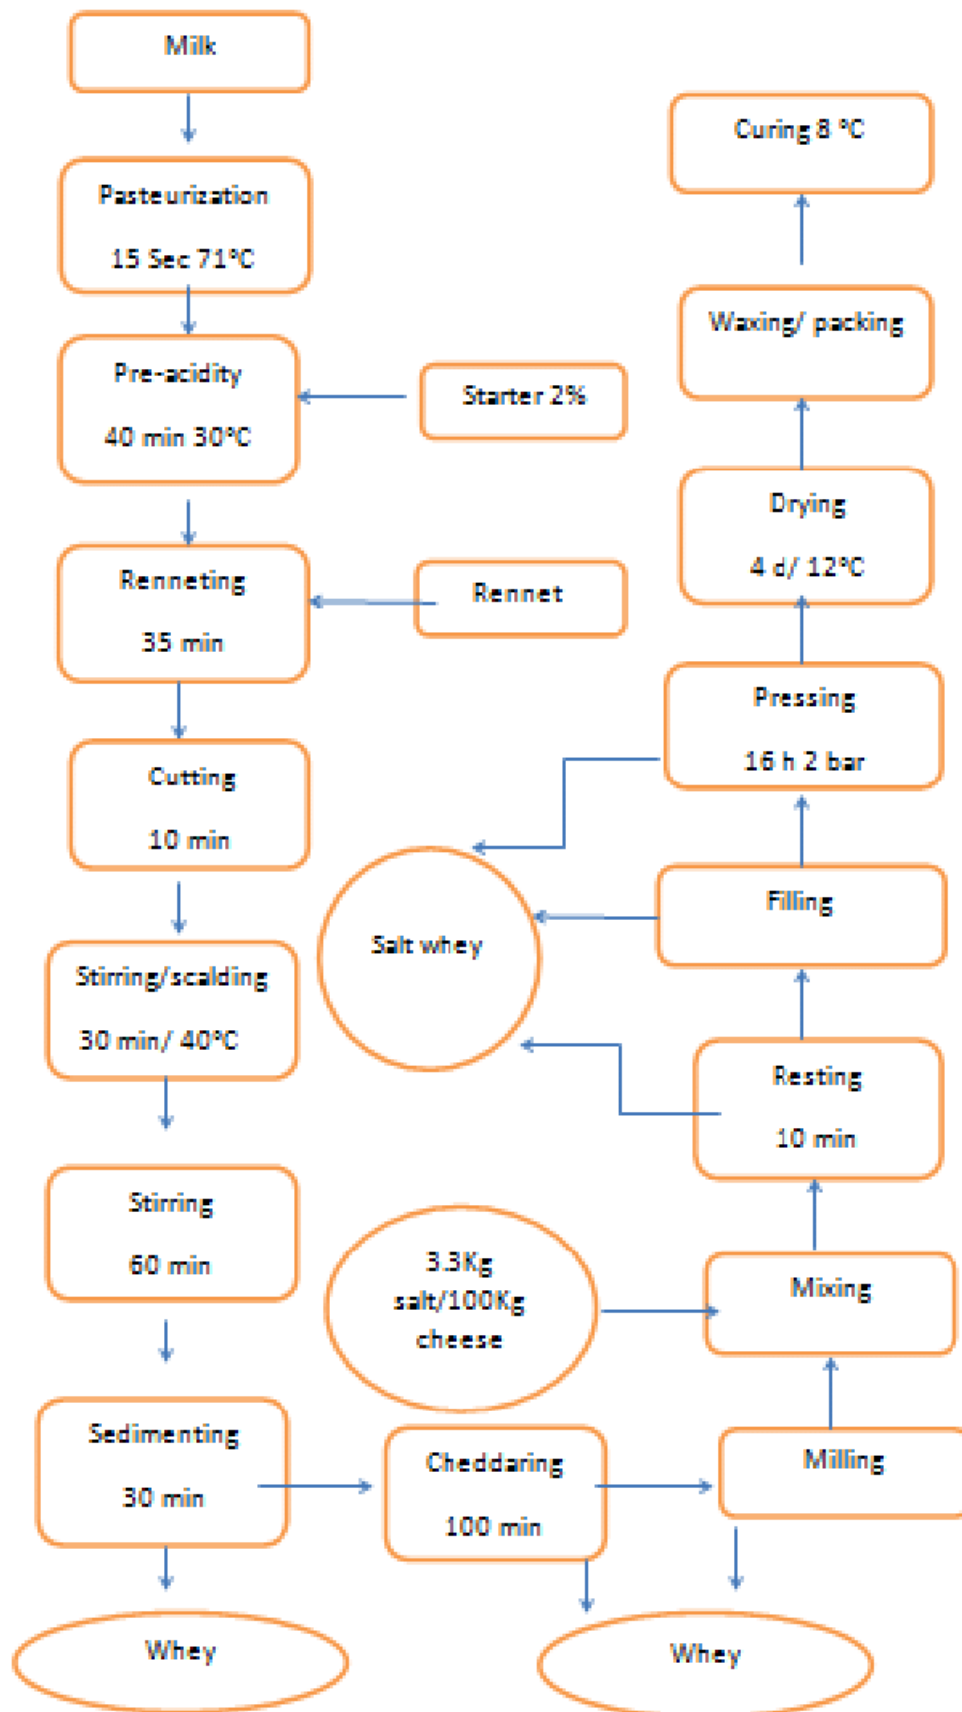 Milk
Pasteurization
15 Sec 71°C
Pre-acidity
40 min 30°C
Starter 2%
Renneting
35 min
Rennet
Cutting
10 min
Stirring/scalding
30 min/ 40°C
Stirring
60 min
Sedimenting
30 min
Whey
Cheddaring
100 min
Whey
Milling
3.3Kg
salt/100Kg
cheese
Mixing
Resting
10 min
Salt whey
Filling
Pressing
16 h 2 bar
Drying
4 d/ 12°C
Waxing/ packing
Curing 8 °C